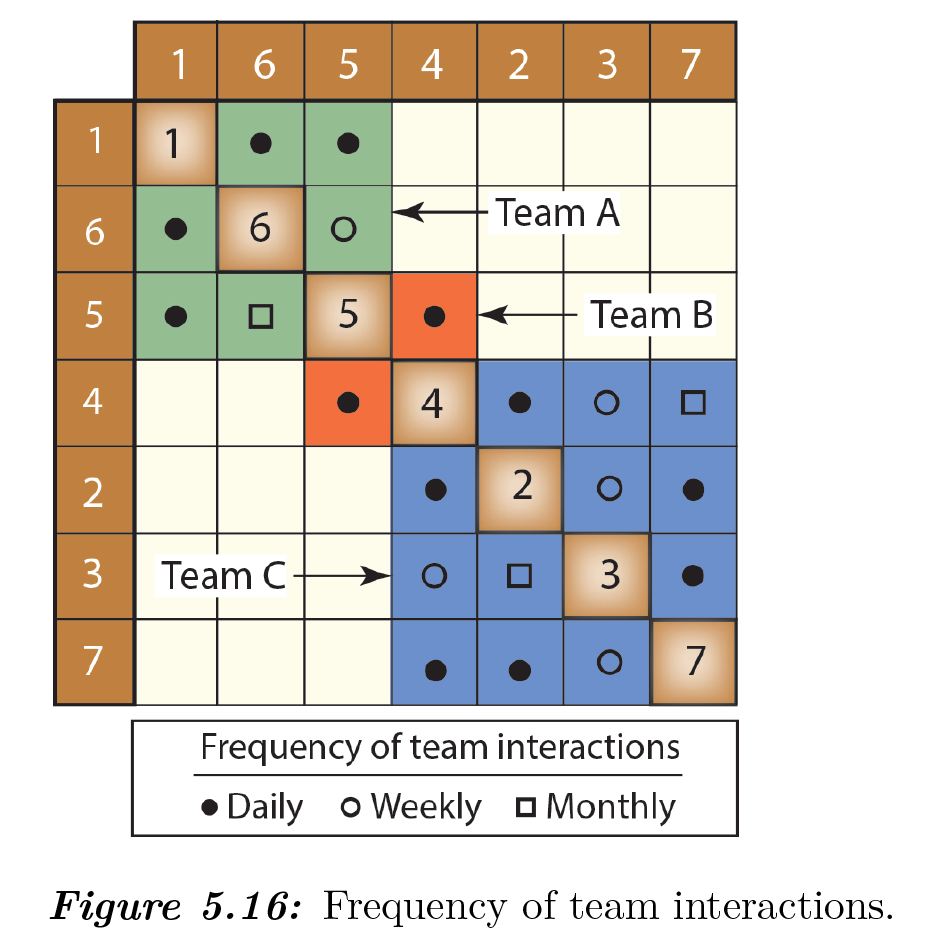 1 6 5 4 2 3 7
1 1 ● ●
6 ● 6 ○ Team A
5 ● □ 5 ● Team B
4 ● 4 ● ○ □
2 ● 2 ○ ●
3 Team C ○ □ 3 ●
7 ● ● ○ 7
Frequency of team interactions
● Daily ○ Weekly □ Monthly
Figure 5.16: Frequency of team interactions.